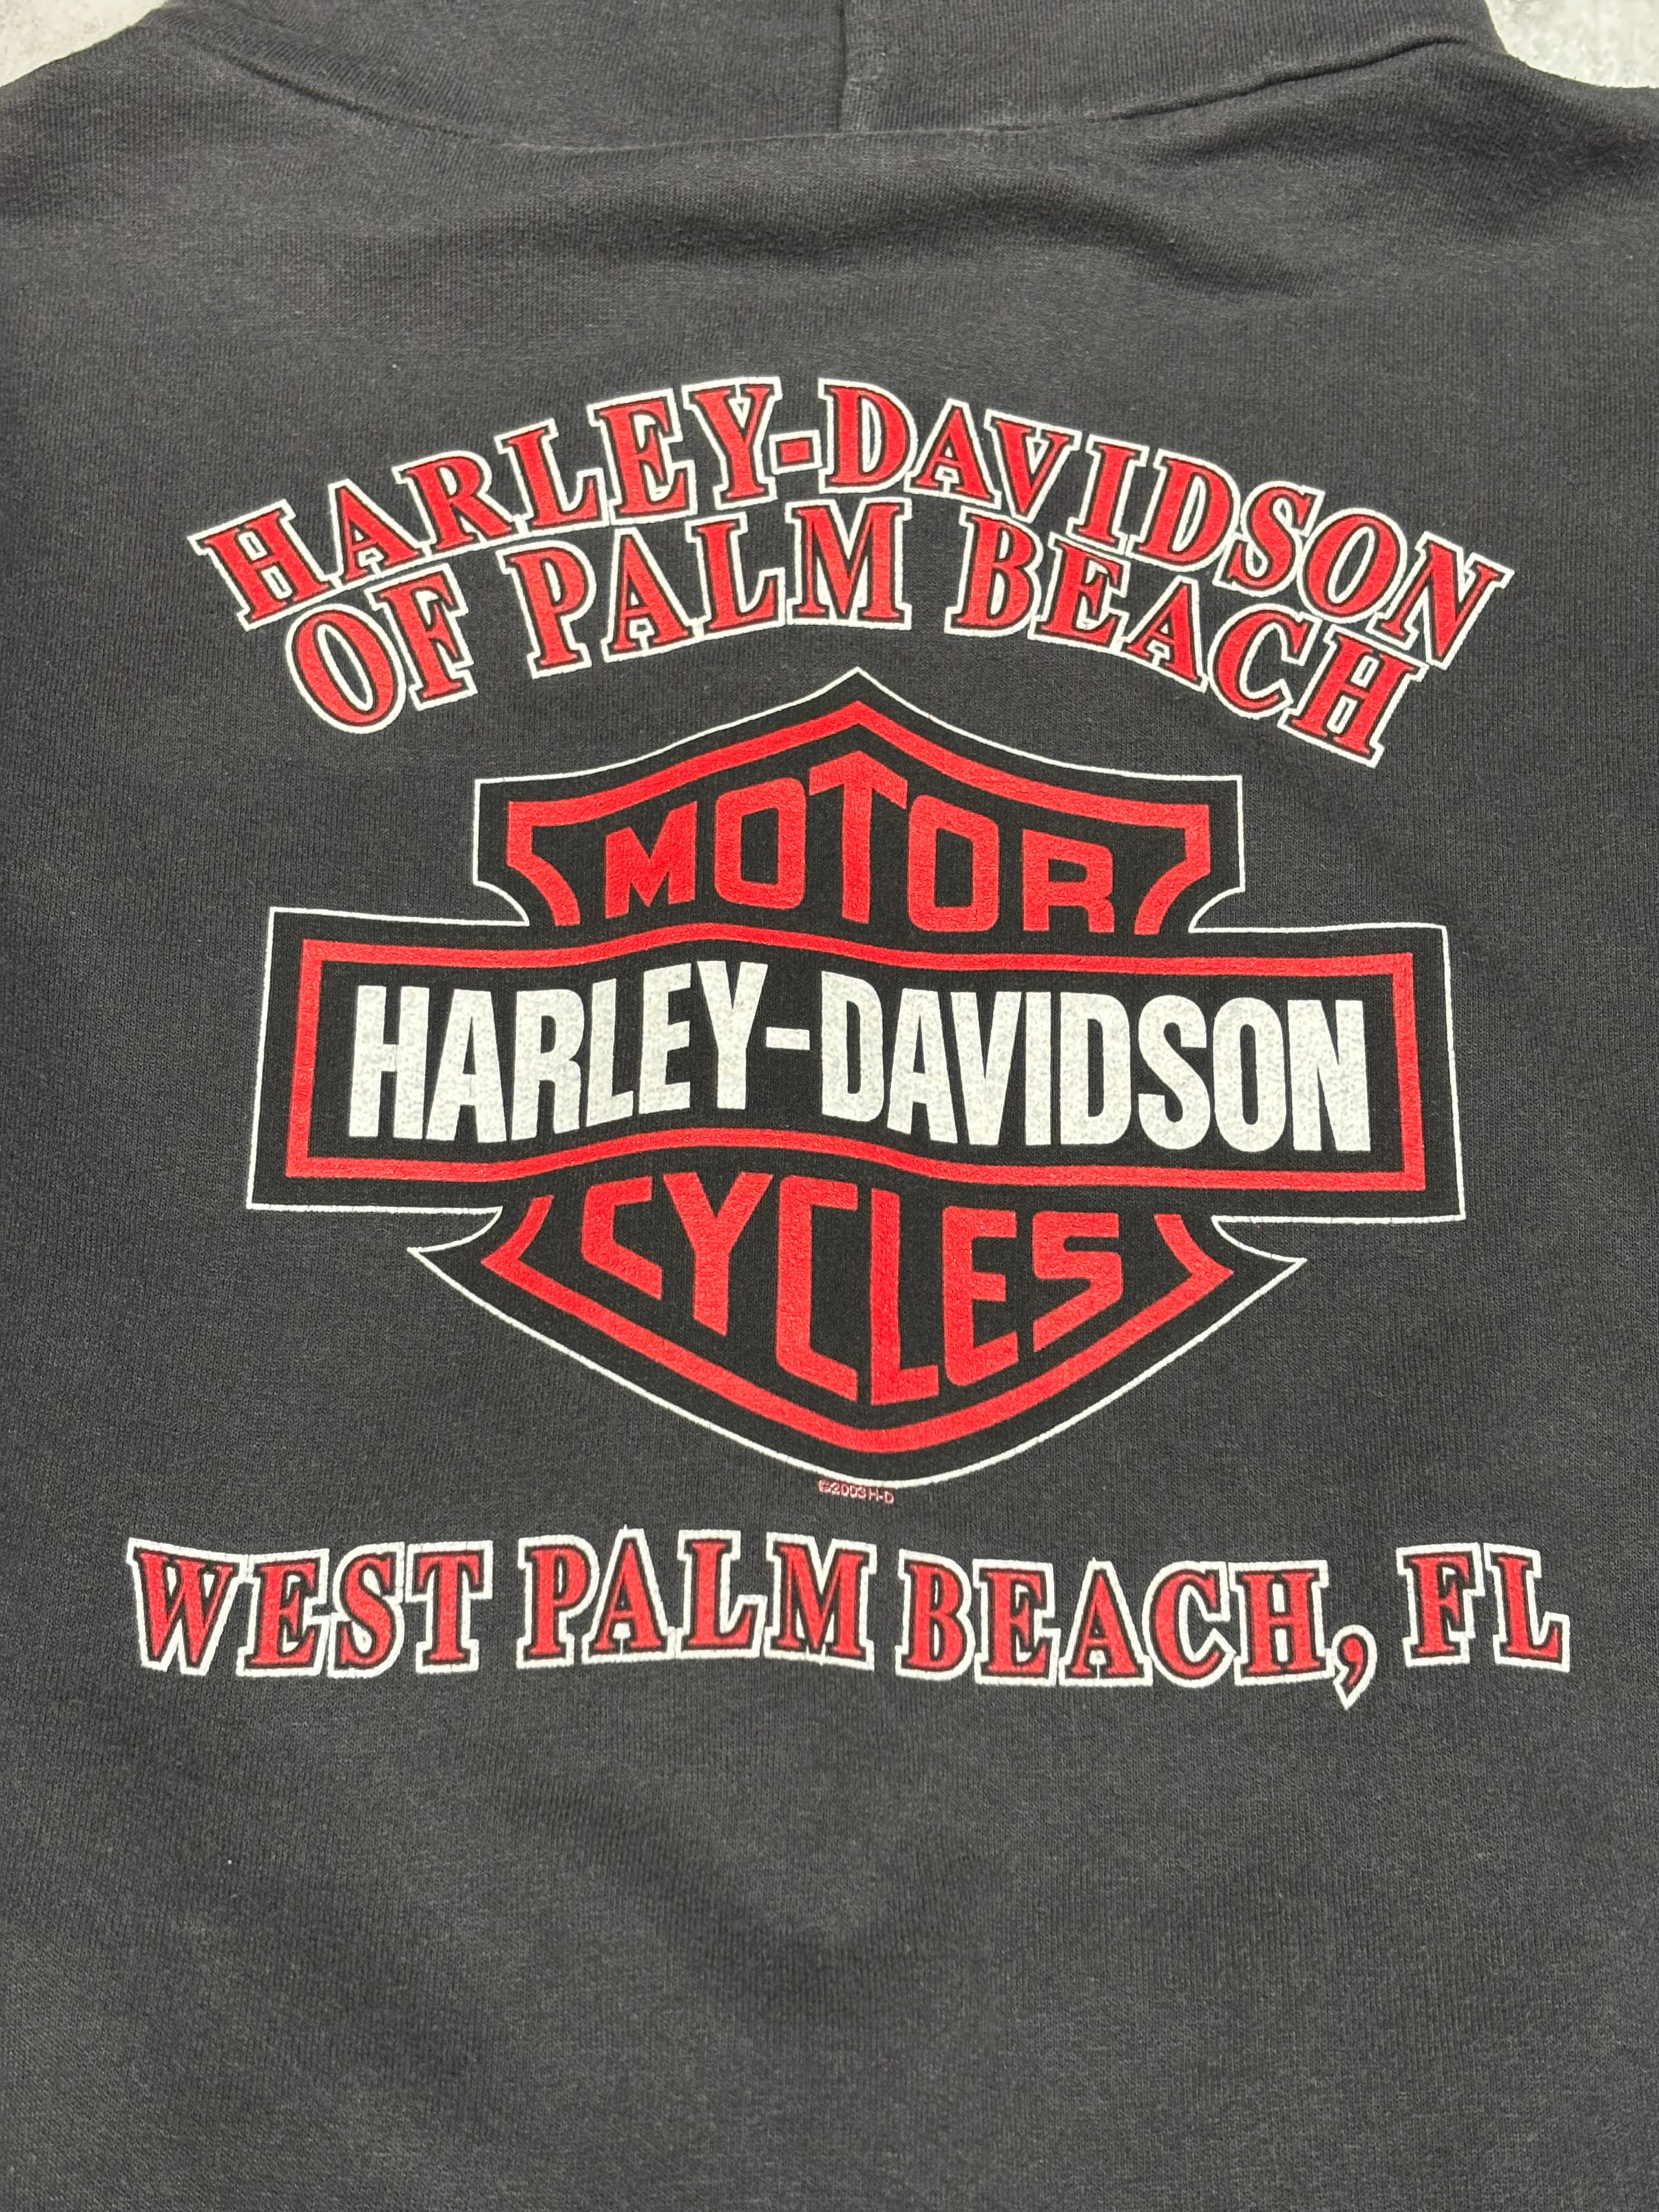 HARLEY-DAVIDSON
OF PALM BEACH
MOTOR
HARLEY-DAVIDSON
CYCLES
©2003 H-D
WEST PALM BEACH, FL